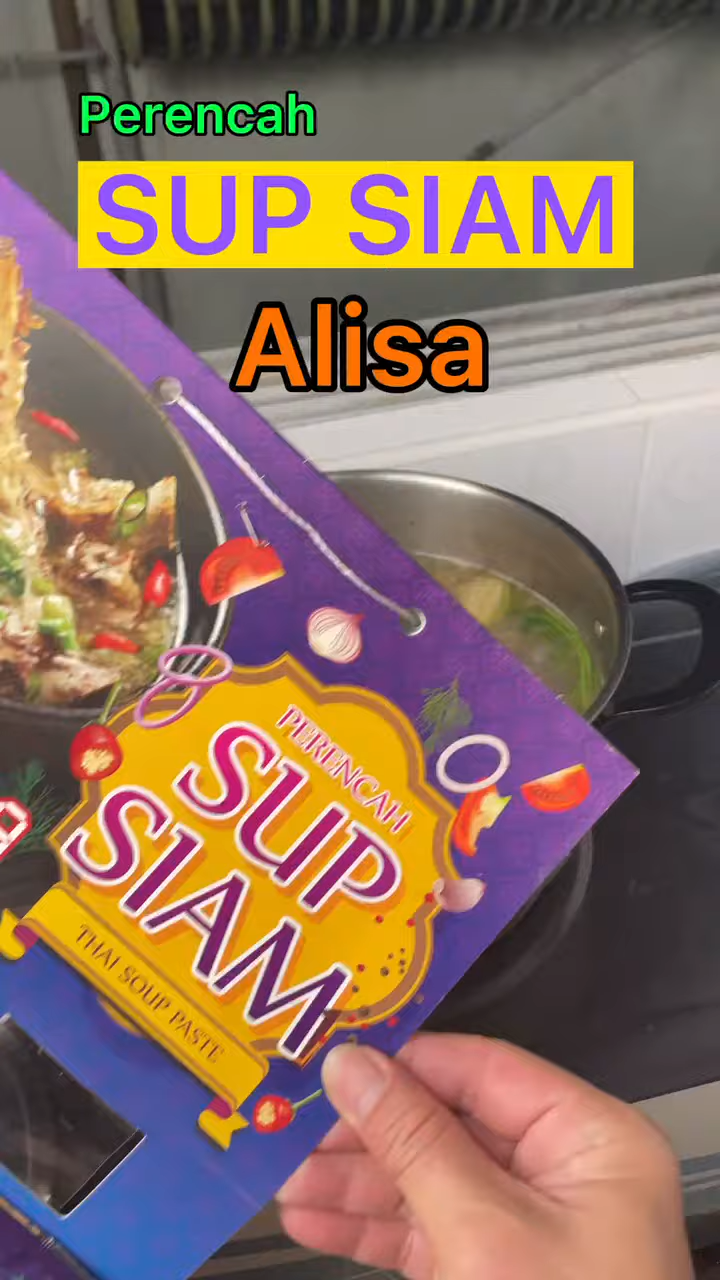 Perencah
SUP SIAM
Alisa
PERENCAH
SUP
SIAM
THAI SOUP PASTE